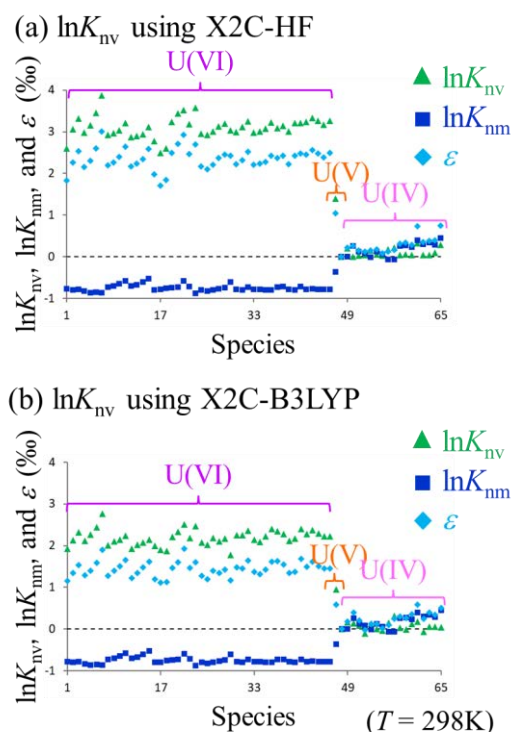 (a) lnKnv using X2C-HF
U(VI)
lnKnv
lnKnm
ε
U(V)
U(IV)
lnKnv, lnKnm, and ε (‰)
4
3
2
1
0
-1
1 17 33 49 65
Species
(b) lnKnv using X2C-B3LYP
lnKnv
lnKnm
ε
U(VI)
U(V)
U(IV)
lnKnv, lnKnm, and ε (‰)
4
3
2
1
0
-1
1 17 33 49 65
Species
(T = 298K)